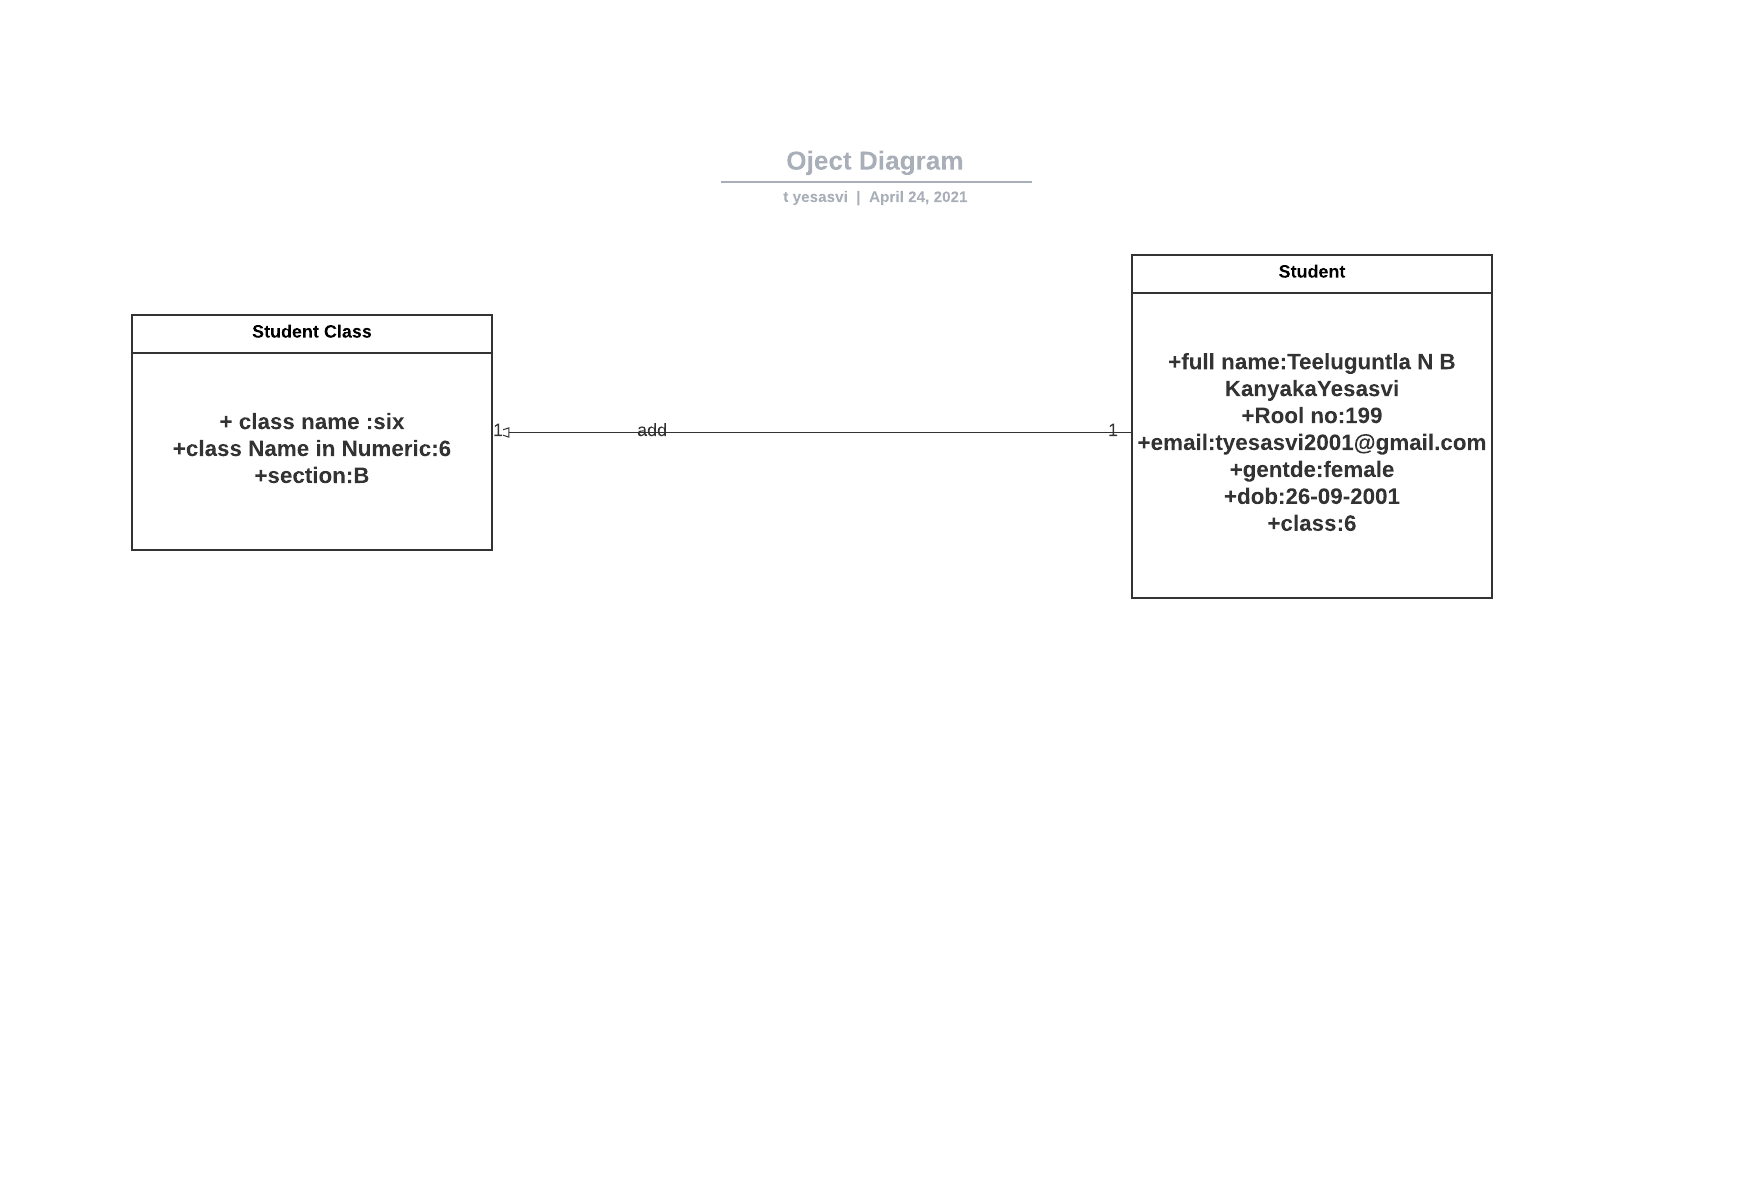 Oject Diagram
t yesasvi | April 24, 2021
Student Class
+ class name :six
+class Name in Numeric:6
+section:B
1
add
1
Student
+full name:Teeluguntla N B
KanyakaYesasvi
+Rool no:199
+email:tyesasvi2001@gmail.com
+gentde:female
+dob:26-09-2001
+class:6